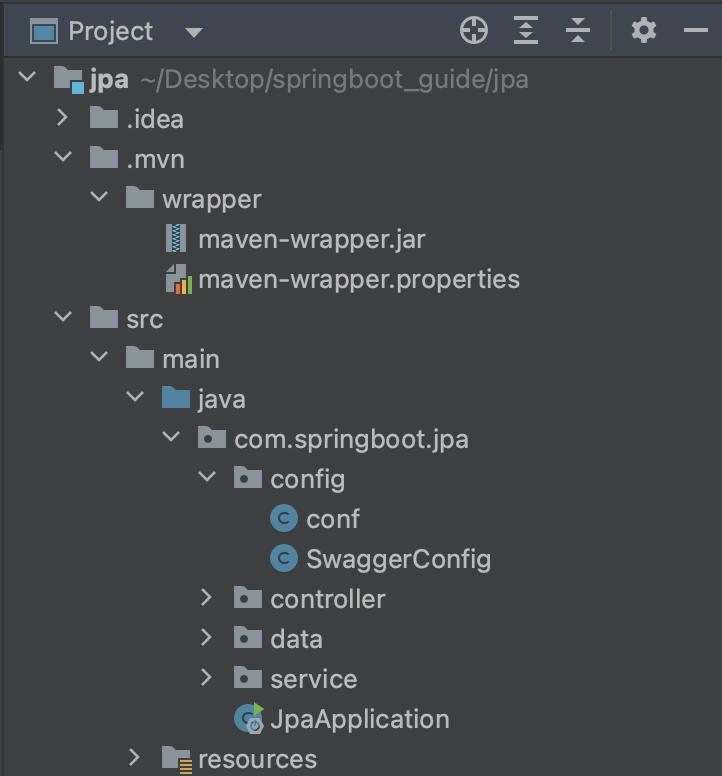 Project
jpa ~/Desktop/springboot_guide/jpa
.idea
.mvn
wrapper
maven-wrapper.jar
maven-wrapper.properties
src
main
java
com.springboot.jpa
config
conf
SwaggerConfig
controller
data
service
JpaApplication
resources